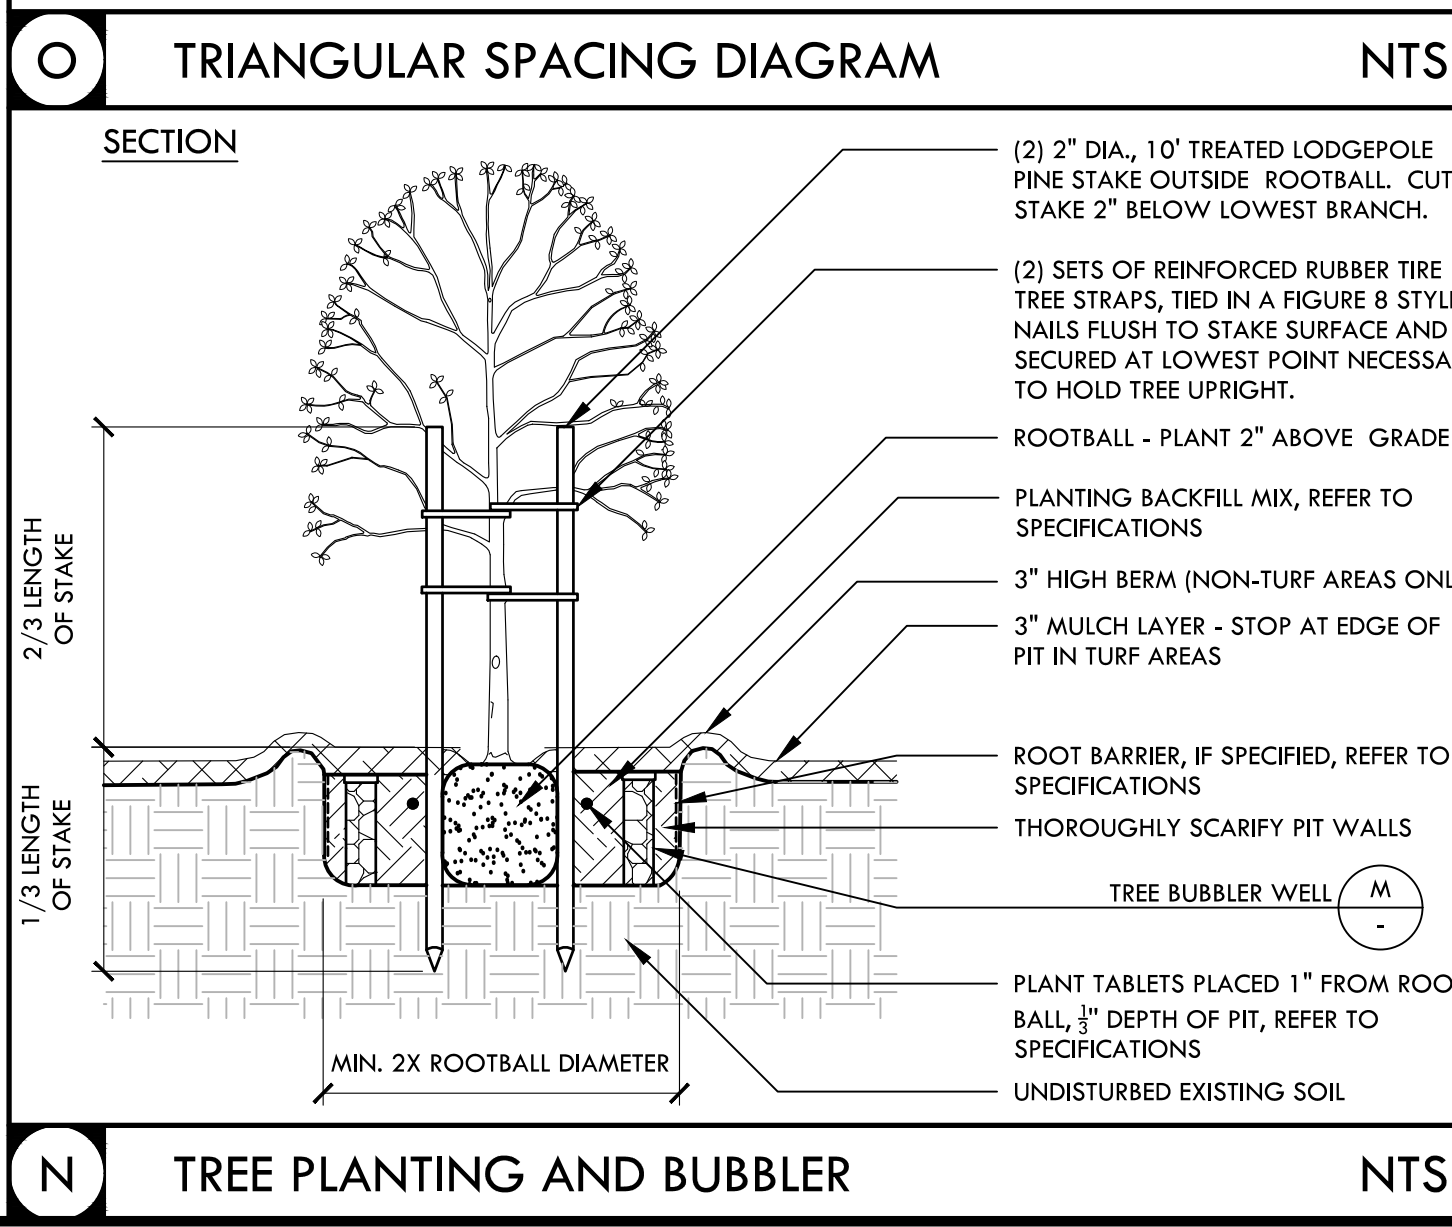 O TRIANGULAR SPACING DIAGRAM NTS
SECTION
(2) 2" DIA., 10' TREATED LODGEPOLE
PINE STAKE OUTSIDE ROOTBALL. CUT
STAKE 2" BELOW LOWEST BRANCH.
(2) SETS OF REINFORCED RUBBER TIRE
TREE STRAPS, TIED IN A FIGURE 8
NAILS FLUSH TO STAKE SURFACE AND
SECURED AT LOWEST POINT
TO HOLD TREE UPRIGHT.
ROOTBALL - PLANT 2" ABOVE GRADE
PLANTING BACKFILL MIX, REFER TO
SPECIFICATIONS
3" HIGH BERM (NON-TURF AREAS
3" MULCH LAYER - STOP AT EDGE OF
PIT IN TURF AREAS
ROOT BARRIER, IF SPECIFIED, REFER TO
SPECIFICATIONS
THOROUGHLY SCARIFY PIT WALLS
TREE BUBBLER WELL
M
-
PLANT TABLETS PLACED 1" FROM
BALL, 1/3" DEPTH OF PIT, REFER TO
SPECIFICATIONS
UNDISTURBED EXISTING SOIL
2/3 LENGTH
OF STAKE
1/3 LENGTH
OF STAKE
MIN. 2X ROOTBALL DIAMETER
N TREE PLANTING AND BUBBLER NTS